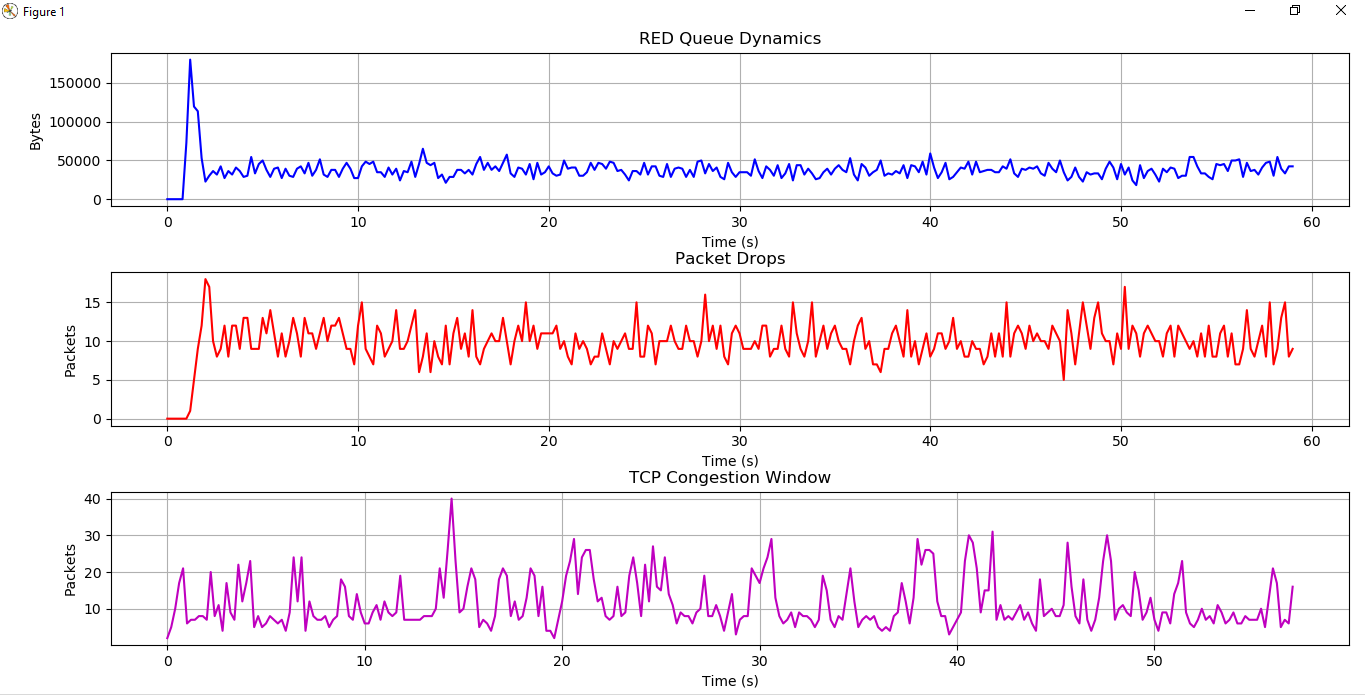 Figure 1
RED Queue Dynamics
150000
100000
50000
0
Bytes
0 10 20 30 40 50 60
Time (s)
Packet Drops
15
10
5
0
Packets
0 10 20 30 40 50 60
Time (s)
TCP Congestion Window
40
30
20
10
Packets
0 10 20 30 40 50
Time (s)